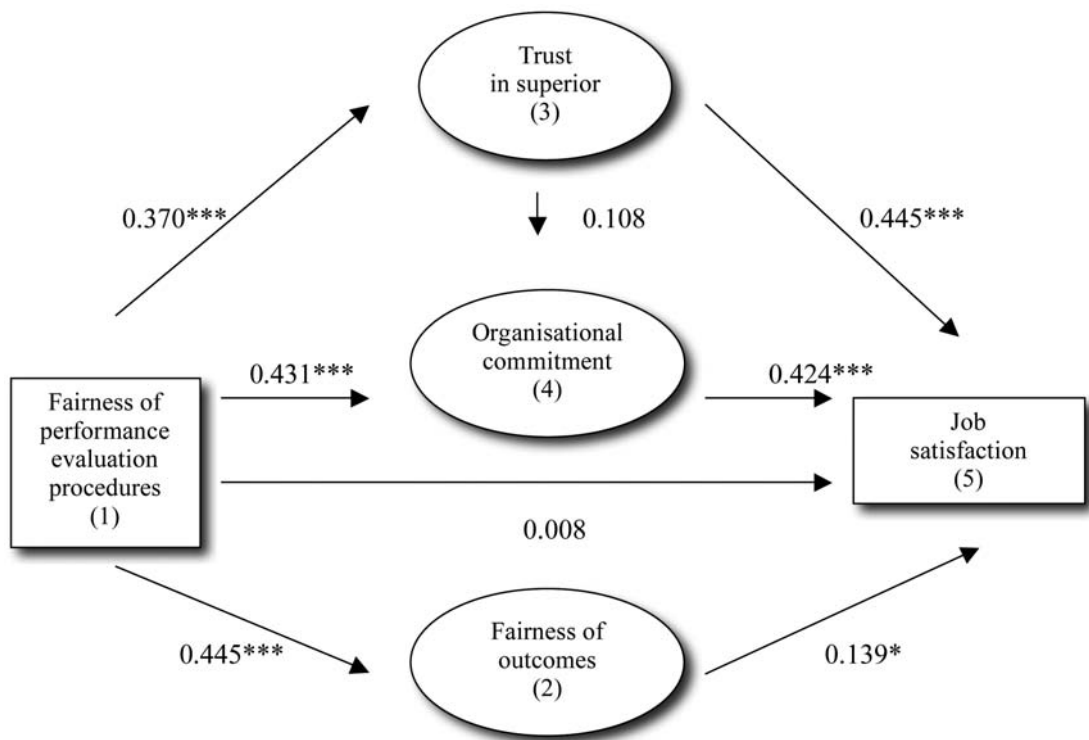 Trust
in superior
(3)
0.370***
0.108
0.445***
Organisational
commitment
(4)
0.431***
0.424***
Fairness of
performance
evaluation
procedures
(1)
Job
satisfaction
(5)
0.008
Fairness of
outcomes
(2)
0.445***
0.139*